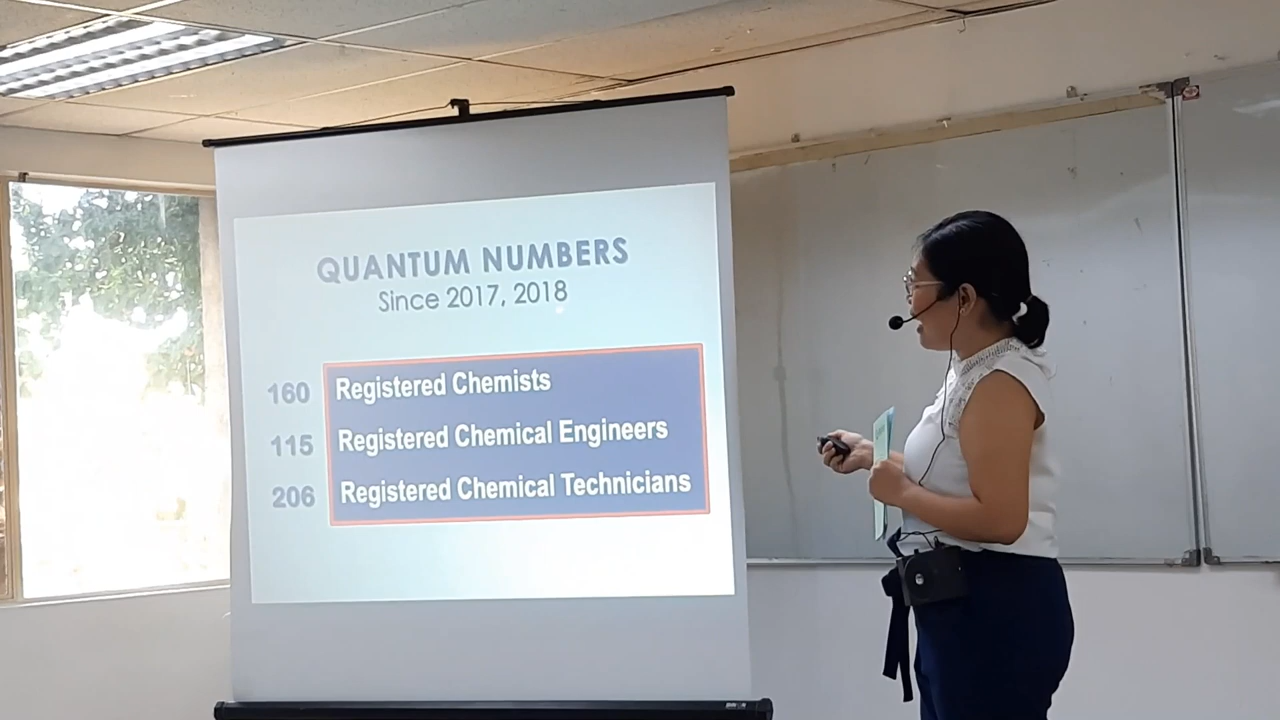 QUANTUM NUMBERS
Since 2017, 2018
160 Registered Chemists
115 Registered Chemical Engineers
206 Registered Chemical Technicians